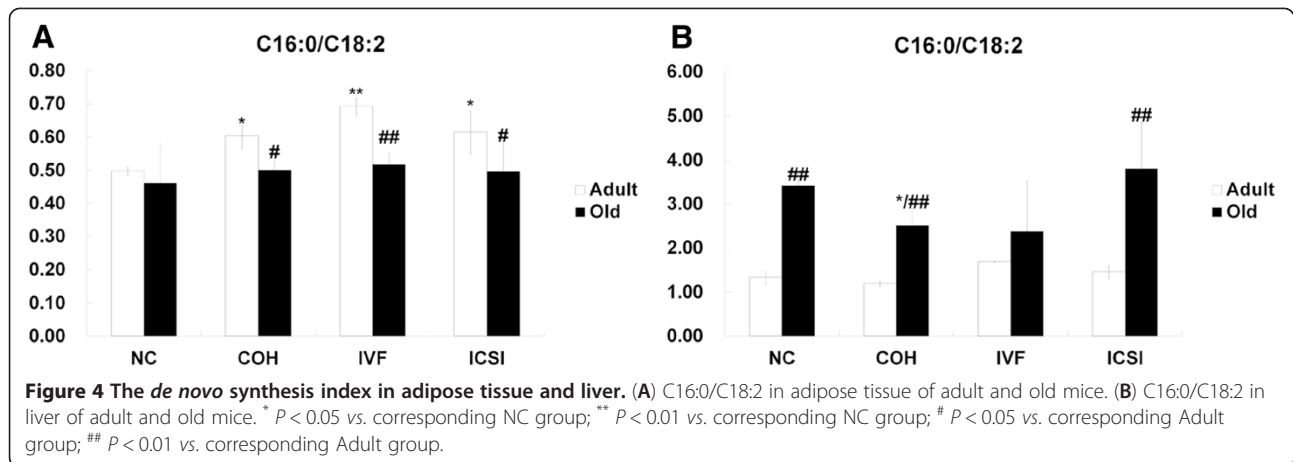 A
C16:0/C18:2
0.80
0.70
0.60
0.50
0.40
0.30
0.20
0.10
0.00
*
#
**
##
*
#
NC
COH
IVF
ICSI
Adult
Old
B
C16:0/C18:2
6.00
5.00
4.00
3.00
2.00
1.00
0.00
##
*/##
##
NC
COH
IVF
ICSI
Adult
Old
Figure 4 The de novo synthesis index in adipose tissue and liver. (A) C16:0/C18:2 in adipose tissue of adult and old mice. (B) C16:0/C18:2 in
liver of adult and old mice. * P < 0.05 vs. corresponding NC group; ** P < 0.01 vs. corresponding NC group; # P < 0.05 vs. corresponding Adult
group; ## P < 0.01 vs. corresponding Adult group.